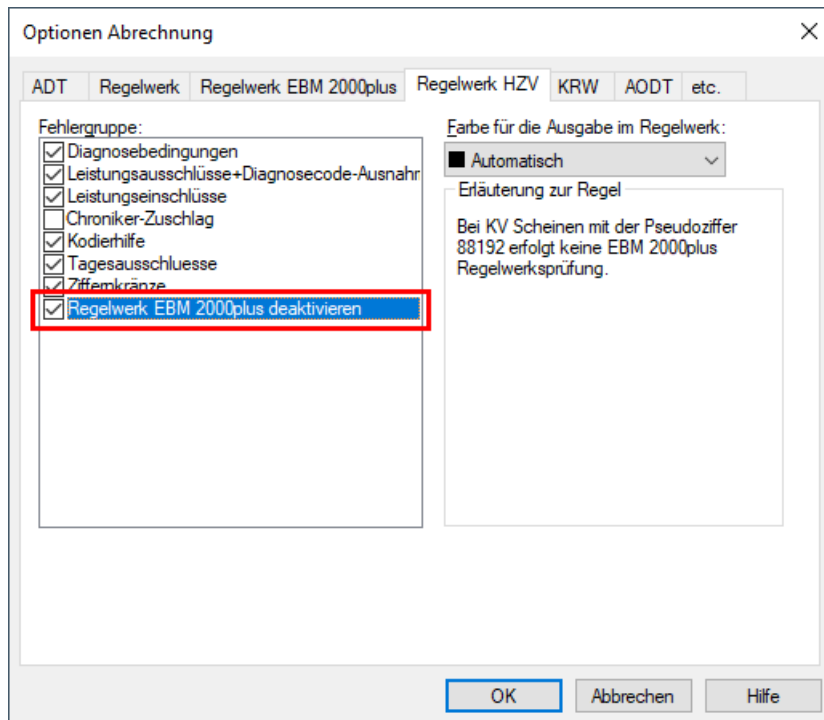 Optionen Abrechnung
ADT Regelwerk Regelwerk EBM 2000plus Regelwerk HZV KRW AODT etc.
Fehlergruppe:
Diagnosebedingungen
Leistungsausschlüsse+Diagnosecode-Ausnahr
Leistungseinschlüsse
Chroniker-Zuschlag
Kodierhilfe
Tagesausschluesse
Ziffernkränze
Regelwerk EBM 2000plus deaktivieren
Farbe für die Ausgabe im Regelwerk:
Automatisch
Erläuterung zur Regel
Bei KV Scheinen mit der Pseudoziffer
88192 erfolgt keine EBM 2000plus
Regelwerksprüfung.
OK Abbrechen Hilfe